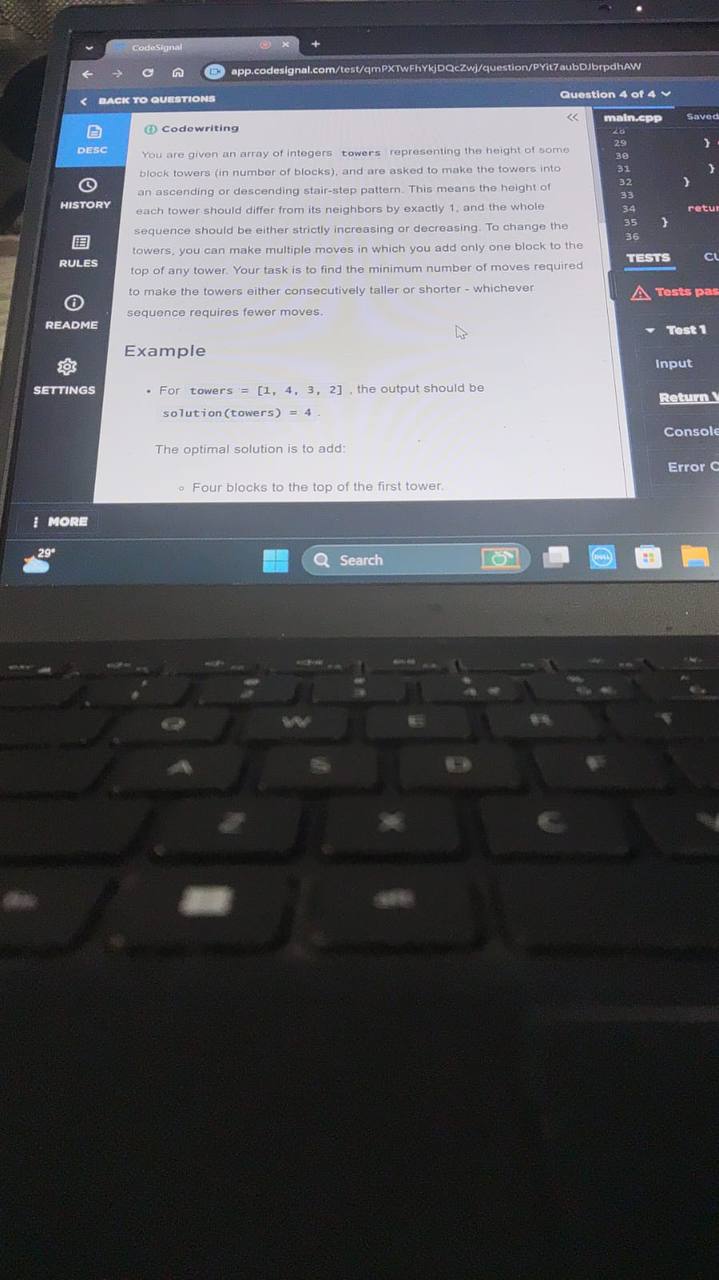 CodeSignal
app.codesignal.com/test/qmPXTwFhYkjDQcZwj/question/PYit7aubDJbrpdhAW
BACK TO QUESTIONS
Question 4 of 4
DESC
HISTORY
RULES
README
SETTINGS
MORE
Codewriting
You are given an array of integers towers representing the height of some
block towers (in number of blocks), and are asked to make the towers into
an ascending or descending stair-step pattern. This means the height of
each tower should differ from its neighbors by exactly 1, and the whole
sequence should be either strictly increasing or decreasing. To change the
towers, you can make multiple moves in which you add only one block to the
top of any tower. Your task is to find the minimum number of moves required
to make the towers either consecutively taller or shorter - whichever
sequence requires fewer moves.
Example
• For towers = [1, 4, 3, 2] , the output should be
solution(towers) = 4 .
The optimal solution is to add:
Four blocks to the top of the first tower.
main.cpp Saved
29 }
30
31 }
32 }
33
34 retur
35 }
36
TESTS CU
Tests pas
Test 1
Input
Return V
Console
Error O
29°
Search
DELL
Q W E R T
A S D F
Z X C